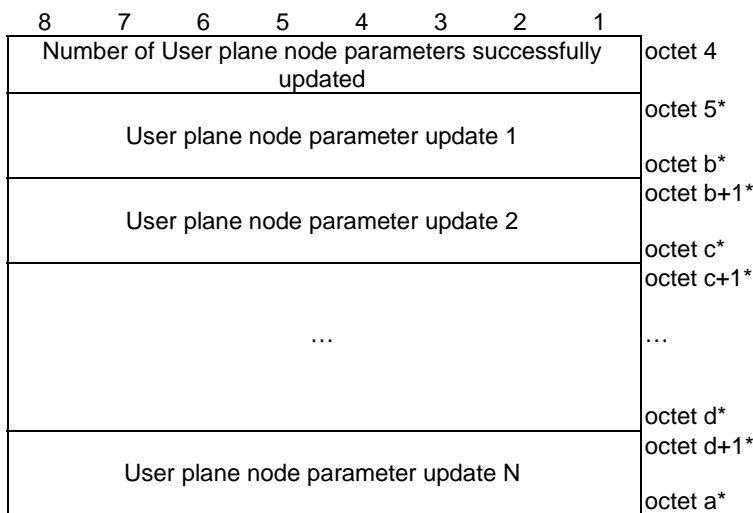 8 7 6 5 4 3 2 1
Number of User plane node parameters successfully updated octet 4
octet 5*
User plane node parameter update 1
octet b*
octet b+1*
User plane node parameter update 2
octet c*
octet c+1*
… …
octet d*
octet d+1*
User plane node parameter update N
octet a*